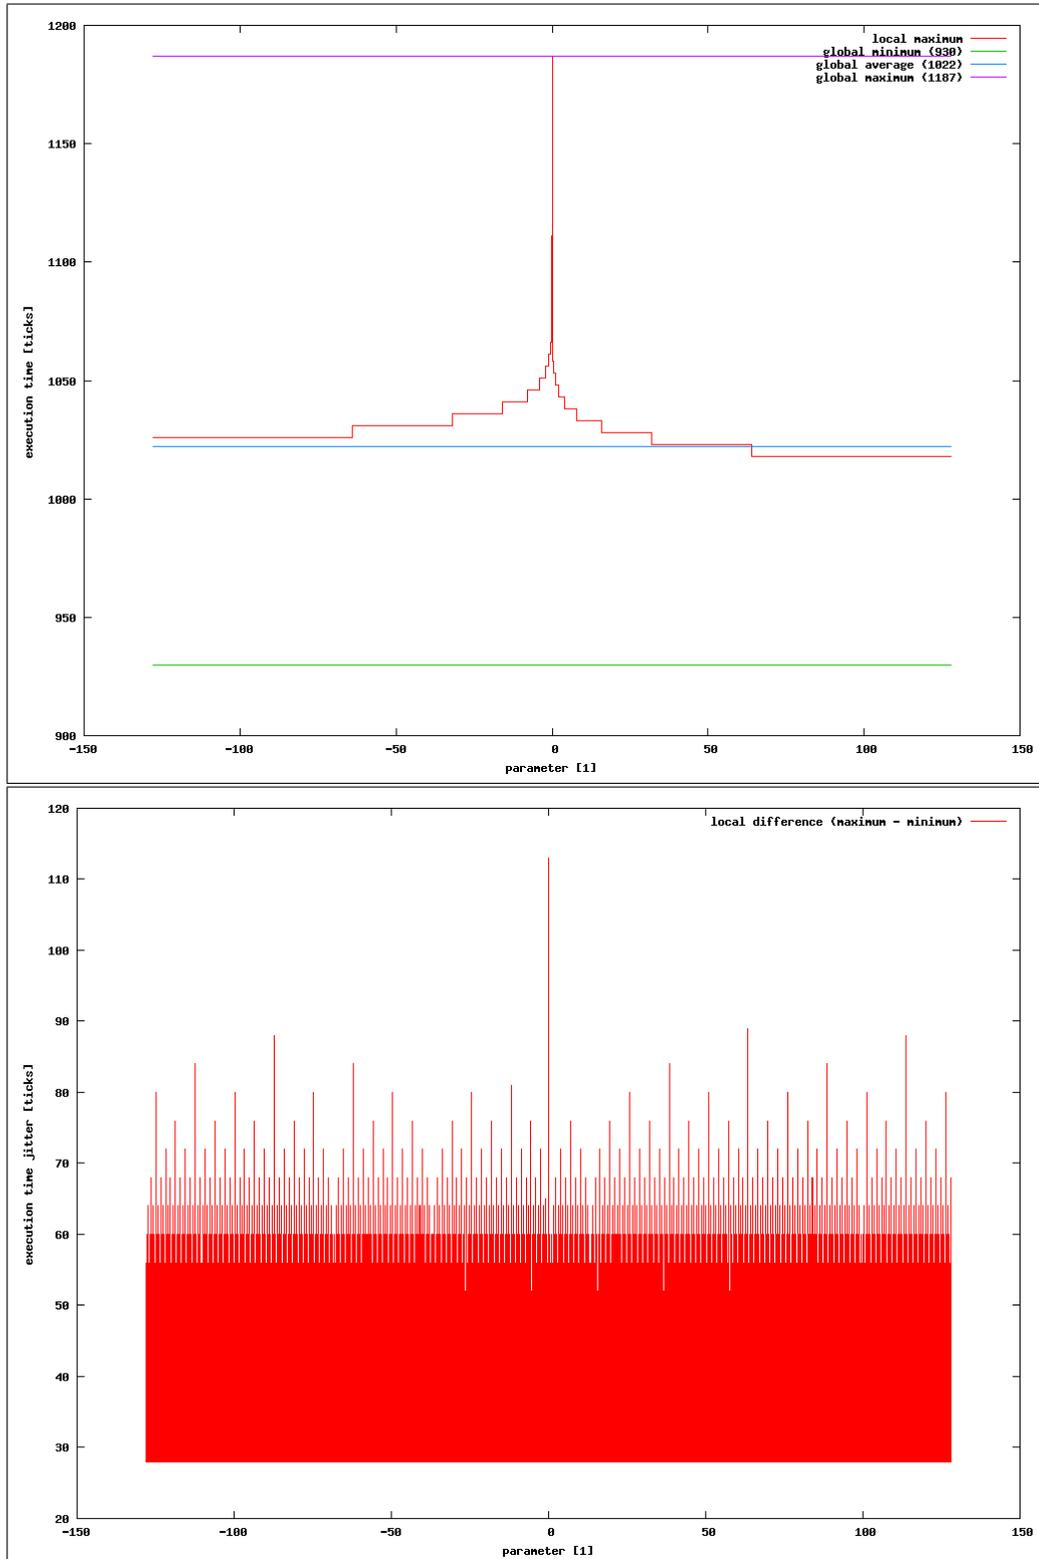 1200
local maximum
global minimum (930)
global average (1022)
global maximum (1187)
1150
1100
1050
1000
950
900
execution time [ticks]
-150 -100 -50 0 50 100 150
parameter [1]
120
local difference (maximum - minimum)
110
100
90
80
70
60
50
40
30
20
execution time jitter [ticks]
-150 -100 -50 0 50 100 150
parameter [1]